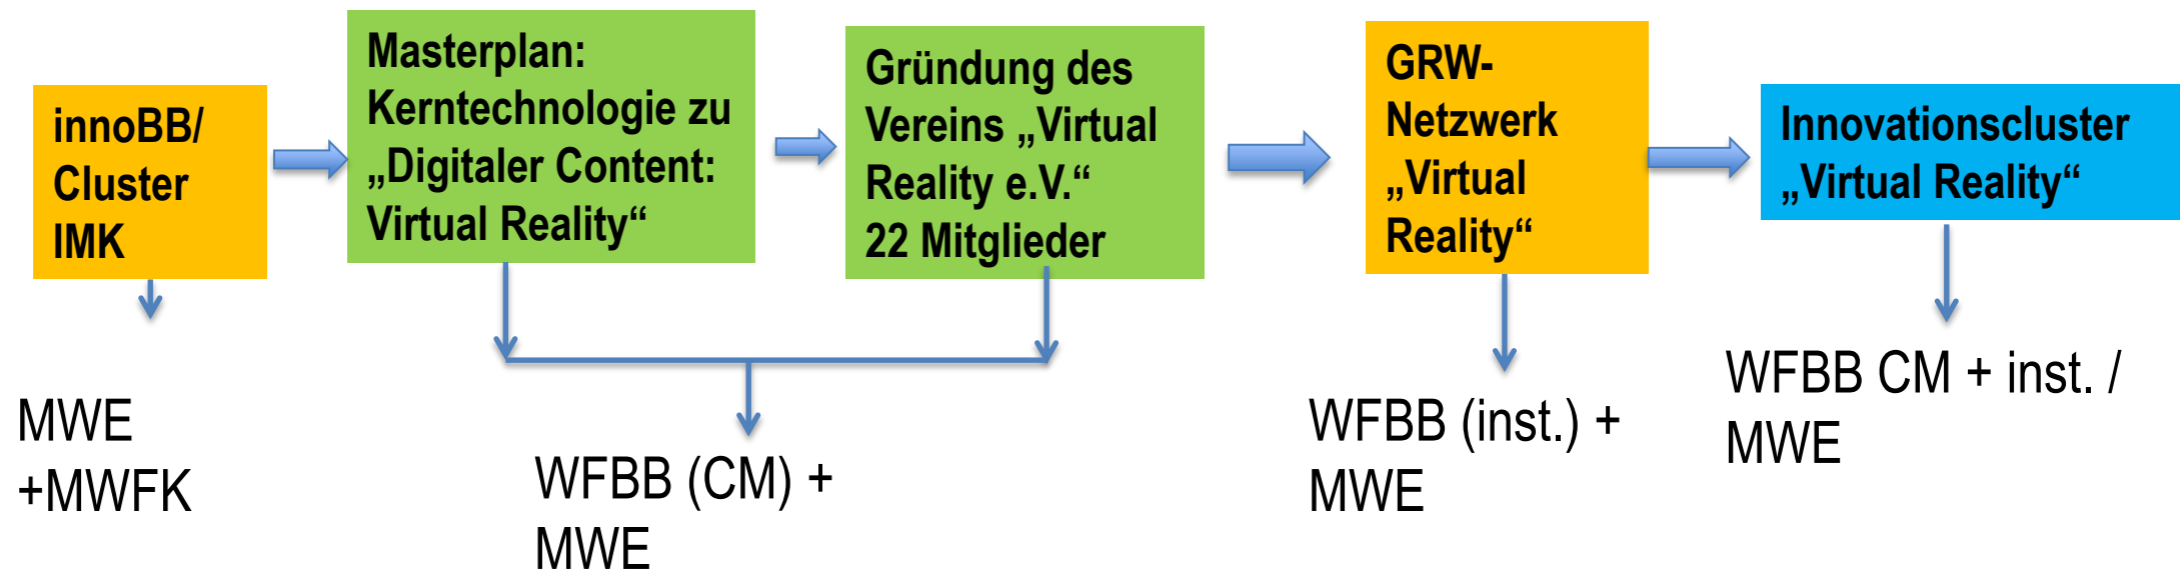 innoBB/
Cluster
IMK
Masterplan:
Kerntechnologie zu
„Digitaler Content:
Virtual Reality“
Gründung des
Vereins „Virtual
Reality e.V.“
22 Mitglieder
GRW-
Netzwerk
„Virtual
Reality“
Innovationscluster
„Virtual Reality“
MWE
+MWFK
WFBB (CM) +
MWE
WFBB (inst.) +
MWE
WFBB CM + inst. /
MWE